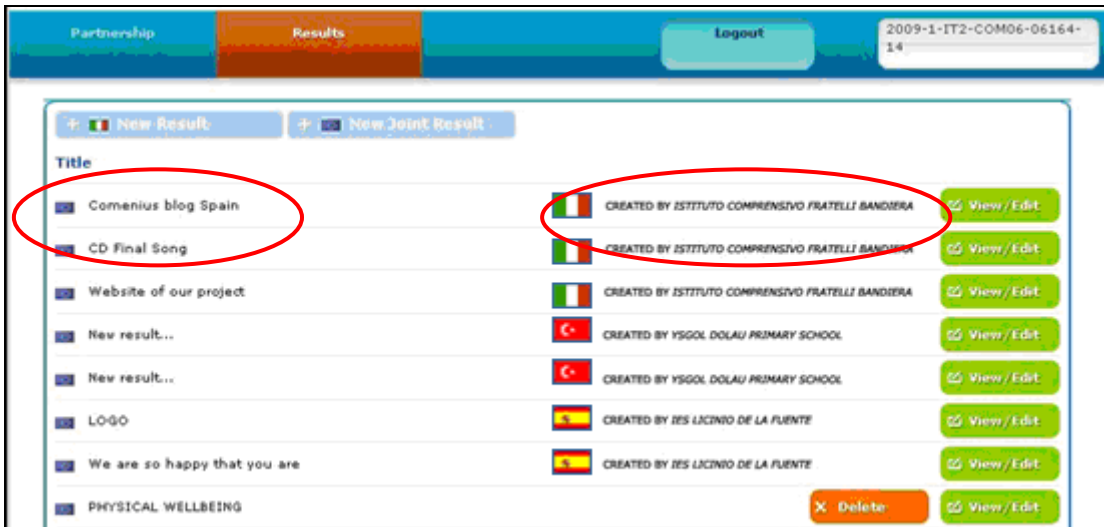 Partnership Results Logout 2009-1-IT2-COM06-06164-
14
+ New Result + New Joint Result
Title
Comenius blog Spain CREATED BY ISTITUTO COMPRENSIVO FRATELLI BANDIERA View/Edit
CD Final Song CREATED BY ISTITUTO COMPRENSIVO FRATELLI BANDIERA View/Edit
Website of our project CREATED BY ISTITUTO COMPRENSIVO FRATELLI BANDIERA View/Edit
New result... CREATED BY YSGOL DOLAU PRIMARY SCHOOL View/Edit
New result... CREATED BY YSGOL DOLAU PRIMARY SCHOOL View/Edit
LOGO CREATED BY IES LICINIO DE LA FUENTE View/Edit
We are so happy that you are CREATED BY IES LICINIO DE LA FUENTE View/Edit
PHYSICAL WELLBEING X Delete View/Edit